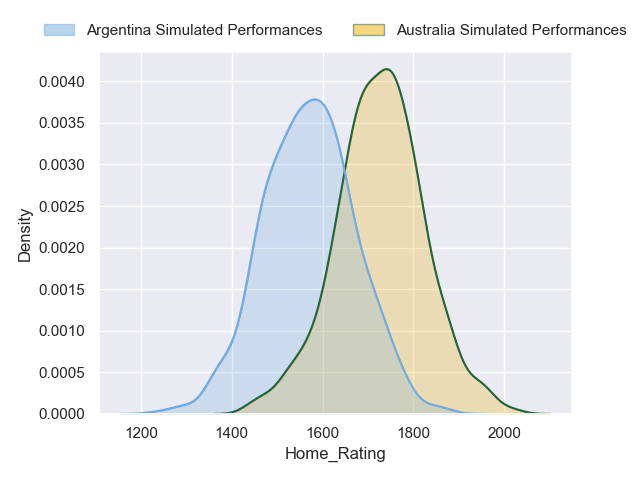 Argentina Simulated Performances Australia Simulated Performances
0.0040
0.0035
0.0030
0.0025
0.0020
0.0015
0.0010
0.0005
0.0000
Density
1200 1400 1600 1800 2000
Home_Rating